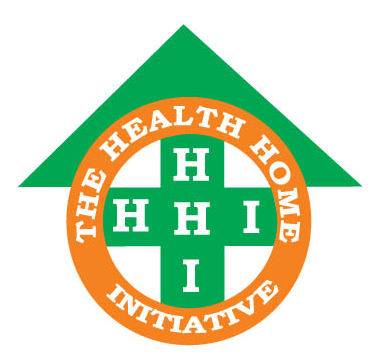 THE HEALTH HOME
H
H H I
I
INITIATIVE